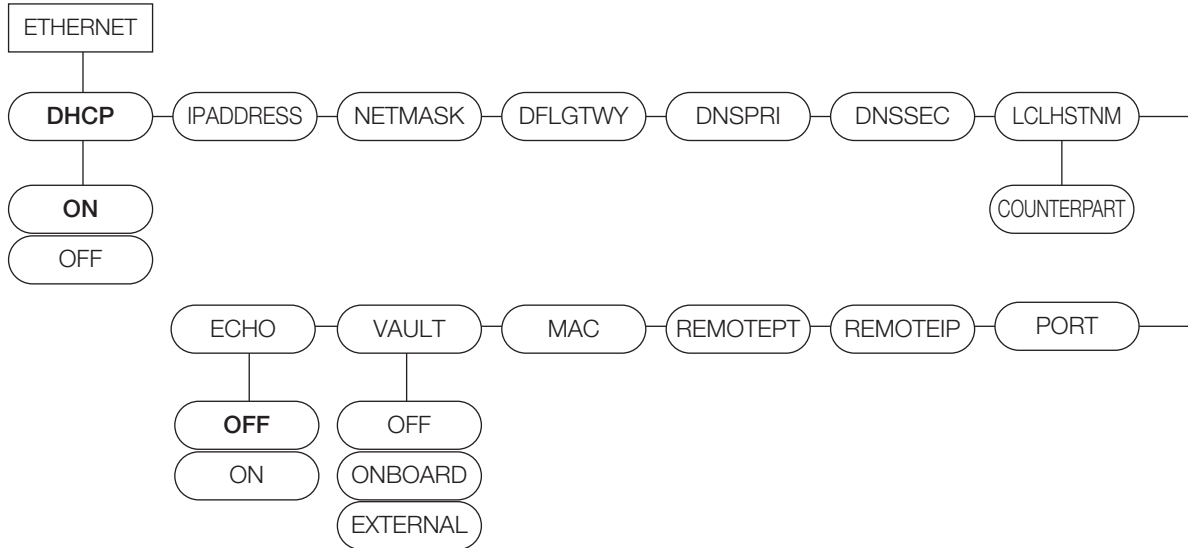 ETHERNET
DHCP IPADDRESS NETMASK DFLGTWY DNSPRI DNSSEC LCLHSTNM
ON COUNTERPART
OFF
ECHO VAULT MAC REMOTEPT REMOTEIP PORT
OFF OFF
ON ONBOARD
EXTERNAL